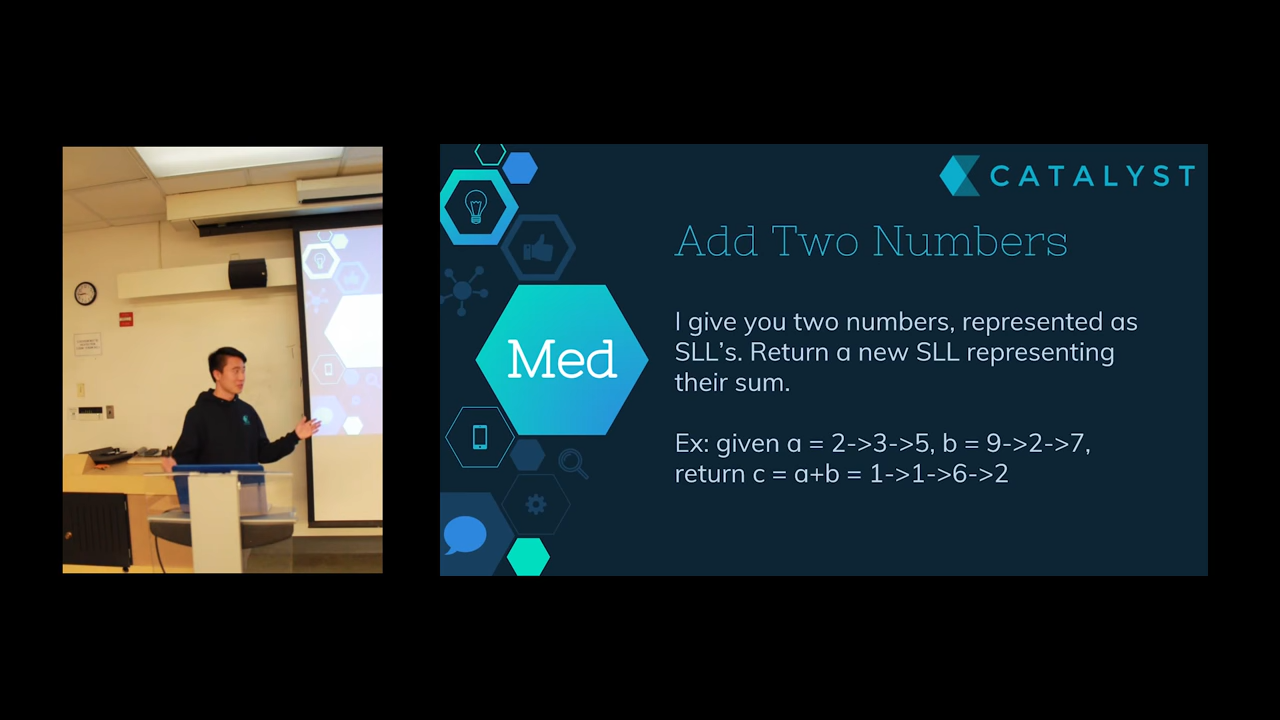 CATALYST
Add Two Numbers
Med
I give you two numbers, represented as
SLL's. Return a new SLL representing
their sum.
Ex: given a = 2->3->5, b = 9->2->7,
return c = a+b = 1->1->6->2